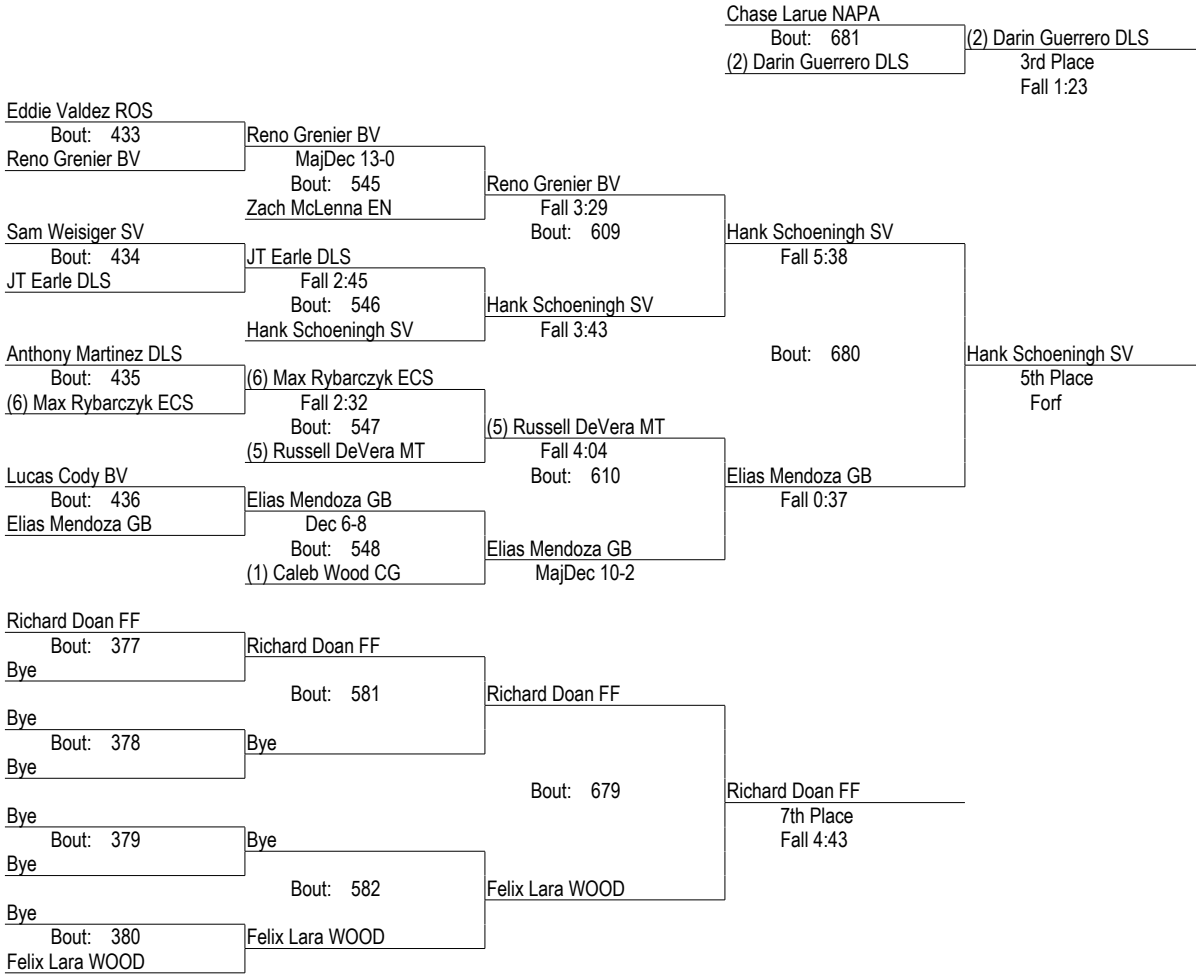 Chase Larue NAPA
Bout: 681
(2) Darin Guerrero DLS
(2) Darin Guerrero DLS
3rd Place
Fall 1:23
Eddie Valdez ROS
Bout: 433
Reno Grenier BV
Reno Grenier BV
MajDec 13-0
Bout: 545
Zach McLenna EN
Reno Grenier BV
Fall 3:29
Bout: 609
Sam Weisiger SV
Bout: 434
JT Earle DLS
JT Earle DLS
Fall 2:45
Bout: 546
Hank Schoeningh SV
Hank Schoeningh SV
Fall 3:43
Hank Schoeningh SV
Fall 5:38
Bout: 680
Hank Schoeningh SV
5th Place
Forf
Anthony Martinez DLS
Bout: 435
(6) Max Rybarczyk ECS
(6) Max Rybarczyk ECS
Fall 2:32
Bout: 547
(5) Russell DeVera MT
(5) Russell DeVera MT
Fall 4:04
Bout: 610
Lucas Cody BV
Bout: 436
Elias Mendoza GB
Elias Mendoza GB
Dec 6-8
Bout: 548
(1) Caleb Wood CG
Elias Mendoza GB
MajDec 10-2
Elias Mendoza GB
Fall 0:37
Richard Doan FF
Bout: 377
Bye
Richard Doan FF
Bout: 581
Richard Doan FF
Bye
Bout: 378
Bye
Bye
Bout: 679
Richard Doan FF
7th Place
Fall 4:43
Bye
Bout: 379
Bye
Bye
Bout: 582
Felix Lara WOOD
Bye
Bout: 380
Felix Lara WOOD
Felix Lara WOOD